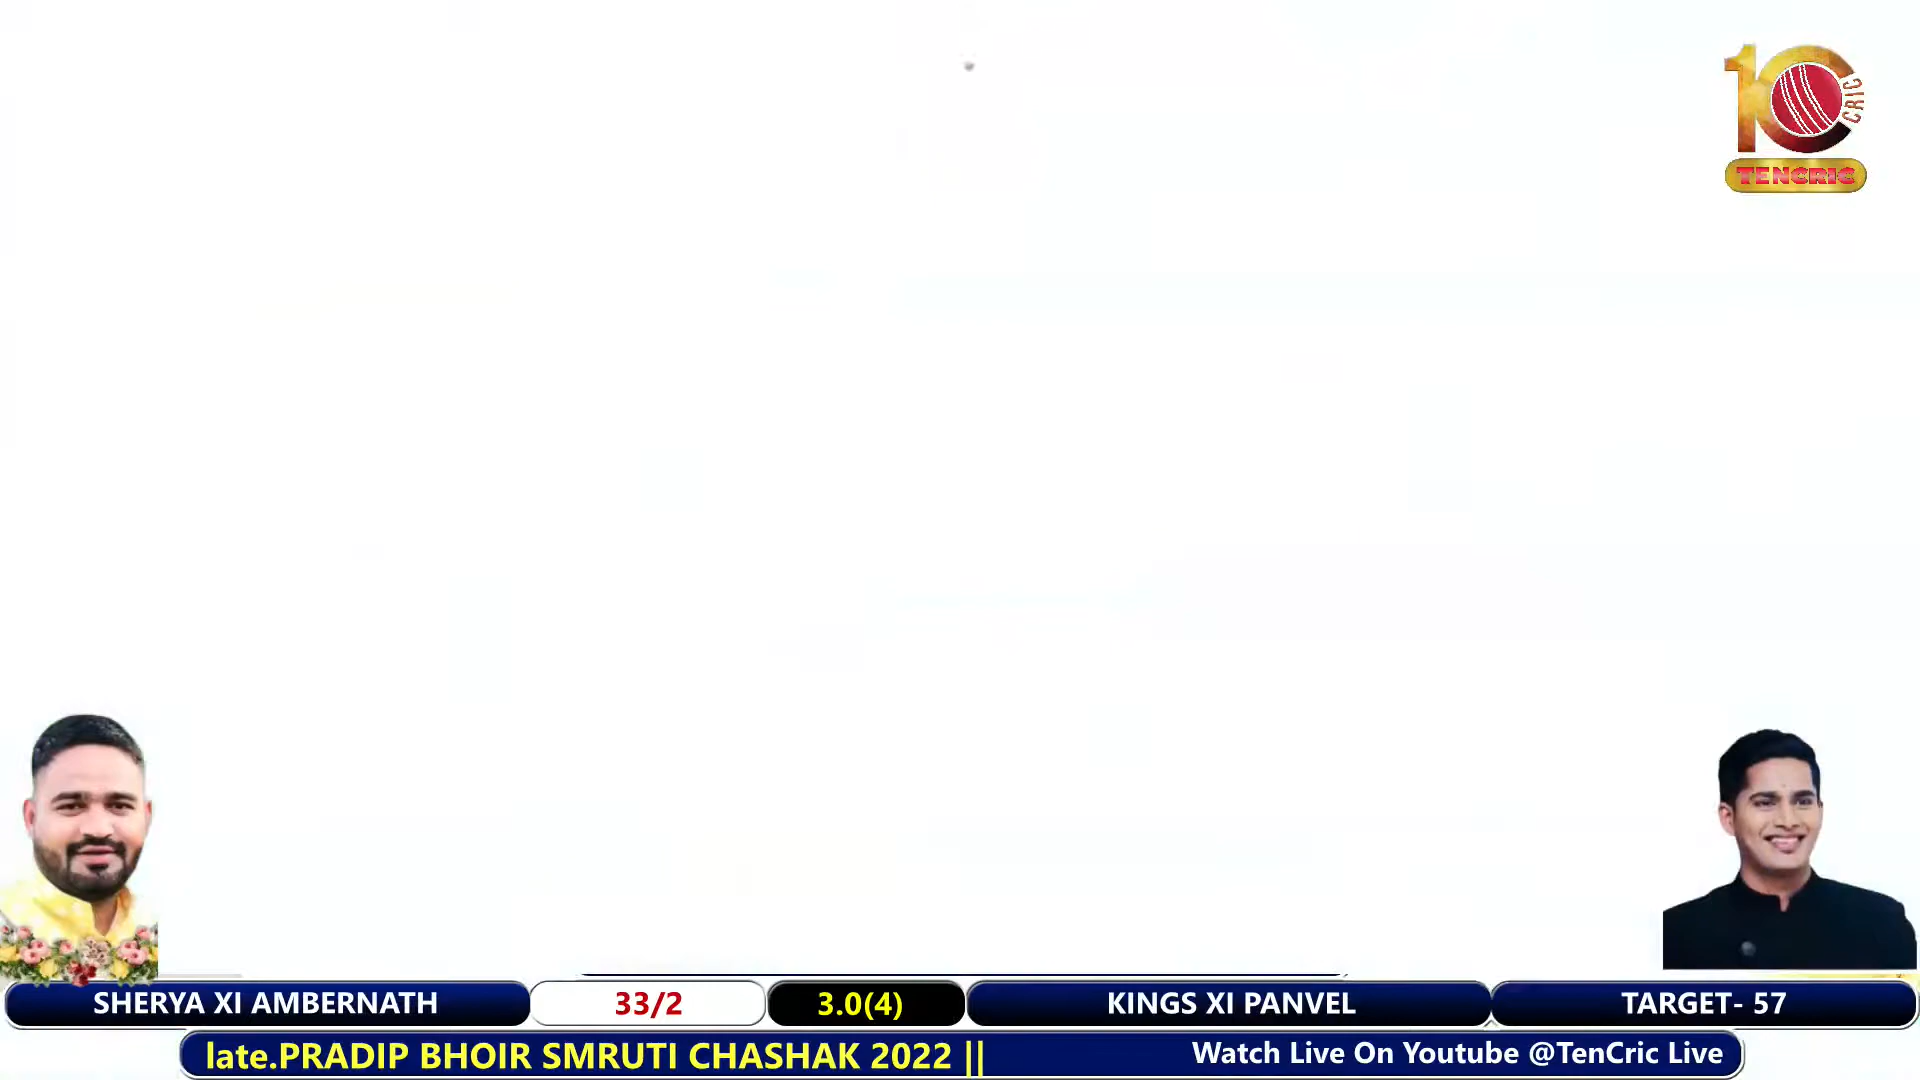 10 CRIC
TENCRIC
SHERYA XI AMBERNATH 33/2 3.0(4) KINGS XI PANVEL TARGET- 57
late.PRADIP BHOIR SMRUTI CHASHAK 2022 || Watch Live On Youtube @TenCric Live